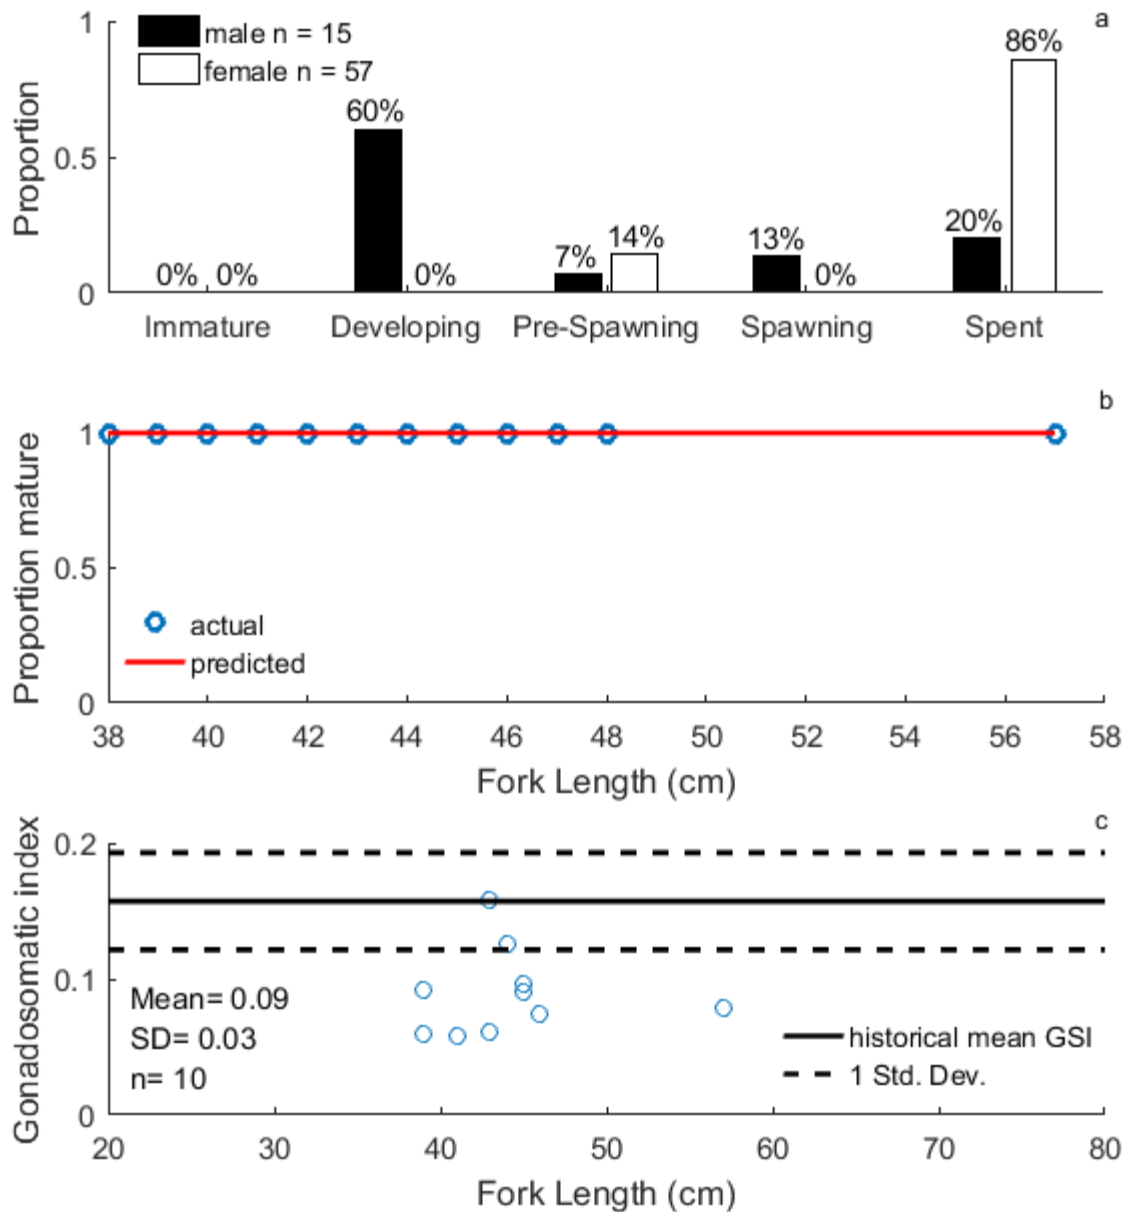 a
1
male n = 15
female n = 57
86%
60%
Proportion
0.5
0% 0%
0%
7%
14%
13%
0%
20%
0
Immature Developing Pre-Spawning Spawning Spent
b
1
Proportion mature
0.5
actual
predicted
0
38 40 42 44 46 48 50 52 54 56 58
Fork Length (cm)
c
0.2
Gonadosomatic index
0.1
Mean= 0.09
SD= 0.03
n= 10
historical mean GSI
1 Std. Dev.
0
20 30 40 50 60 70 80
Fork Length (cm)